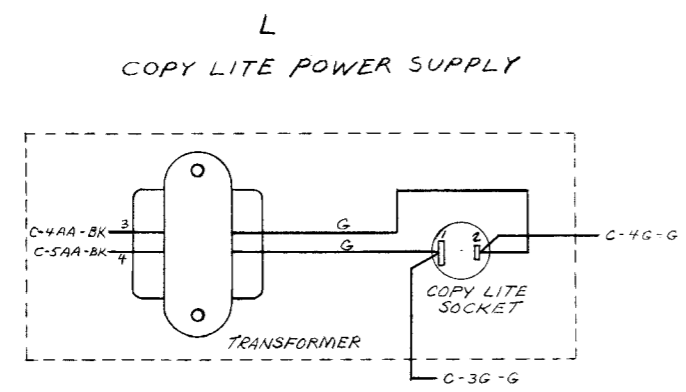 L
COPY LITE POWER SUPPLY
C-4AA-BK 3
G
C-5AA-BK 4
G
1 2
C-4G-G
COPY LITE
SOCKET
TRANSFORMER
C-3G-G